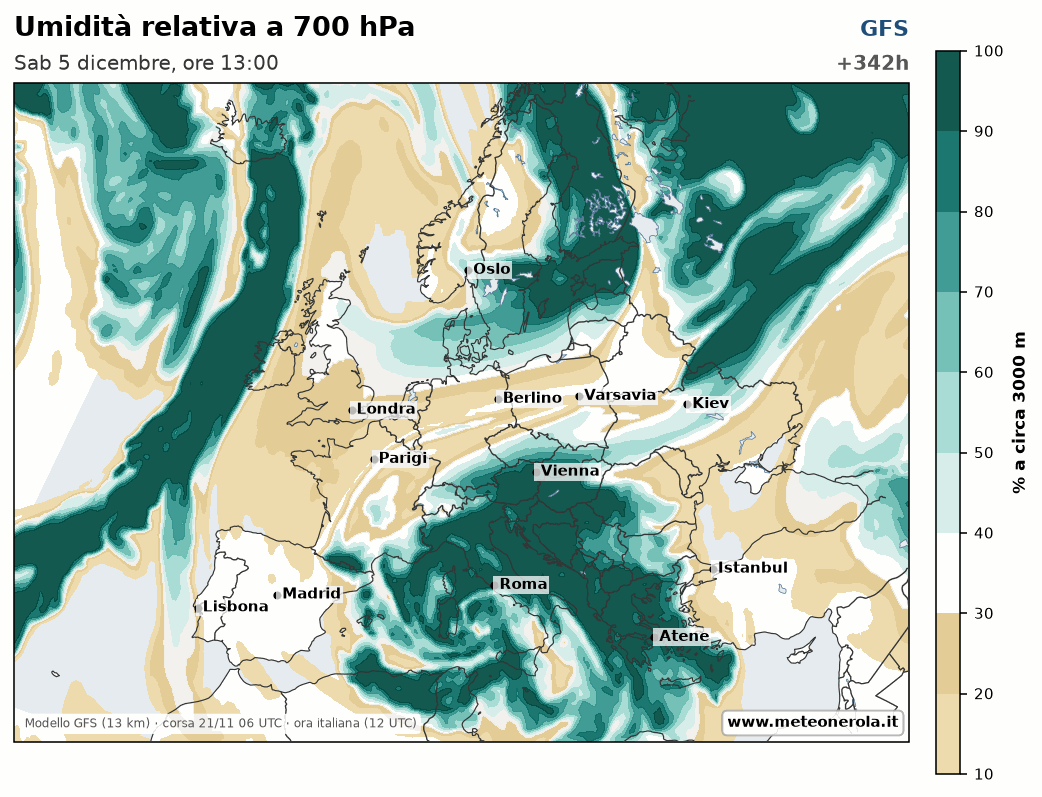 Umidità relativa a 700 hPa
GFS
Sab 5 dicembre, ore 13:00
+342h
100
90
80
70
60
50
40
30
20
10
% a circa 3000 m
Oslo
Londra
Berlino
Varsavia
Kiev
Parigi
Vienna
Roma
Istanbul
Madrid
Lisbona
Atene
Modello GFS (13 km) · corsa 21/11 06 UTC · ora italiana (12 UTC)
www.meteonerola.it